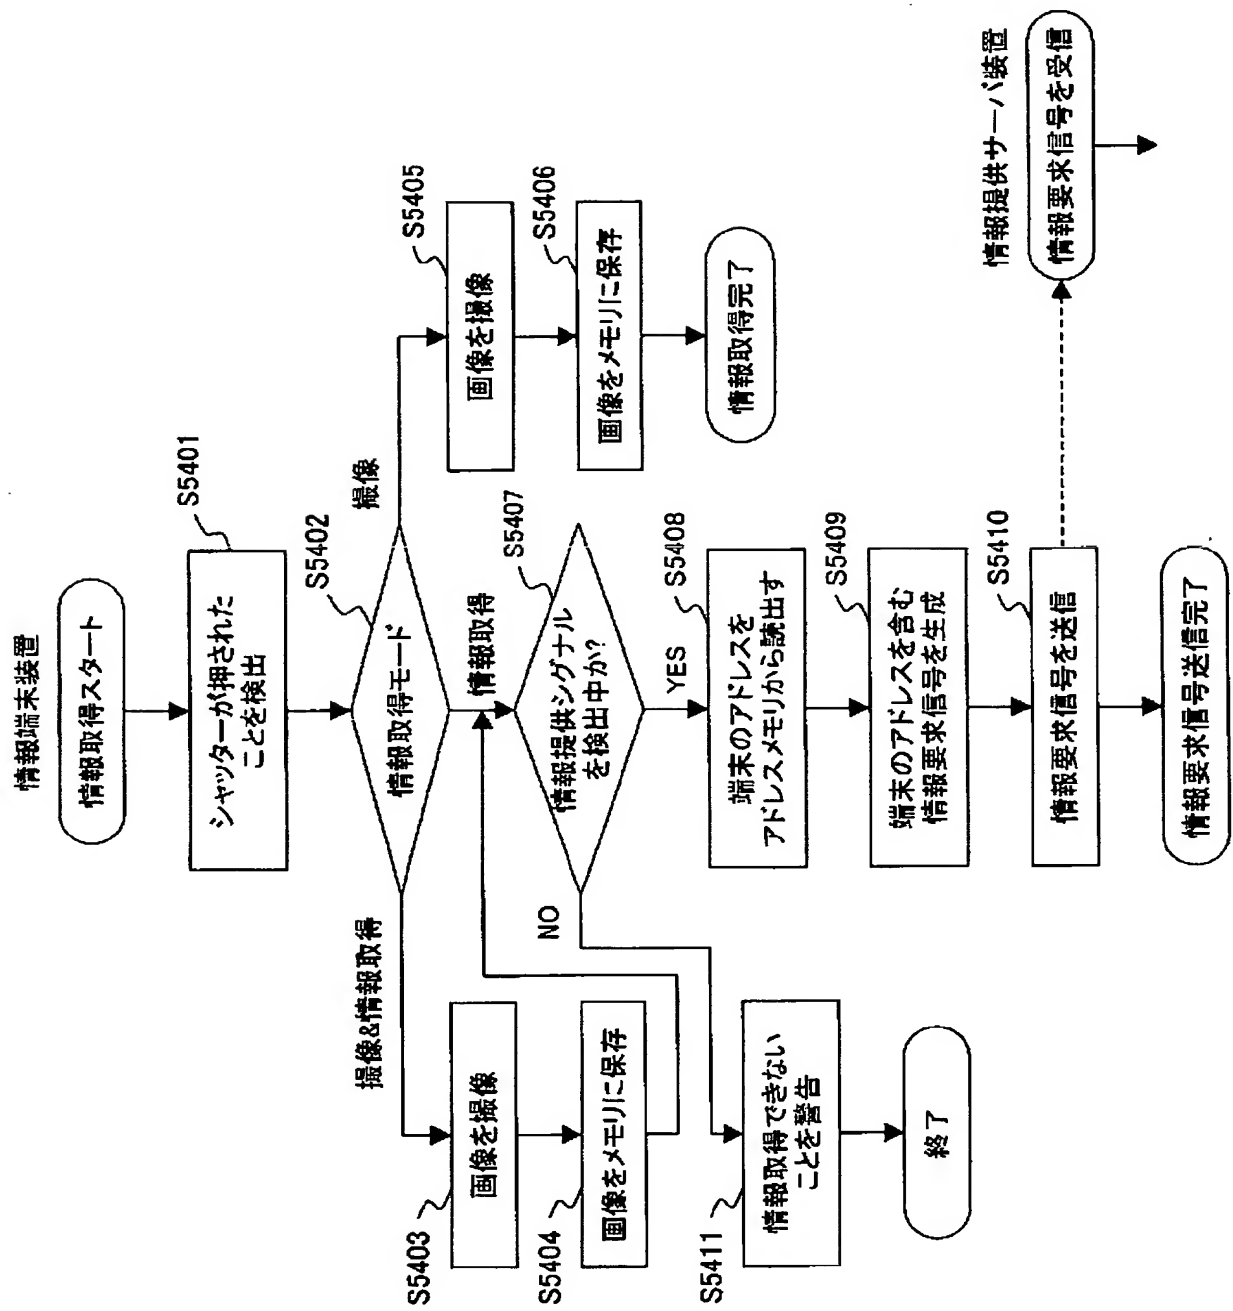 情報端末装置
情報取得スタート
S5401
シャッターが押された
ことを検出
S5402
情報取得モード
撮像&情報取得
情報取得
撮像
S5403
画像を撮像
S5404
画像をメモリに保存
S5405
画像を撮像
S5406
画像をメモリに保存
情報取得完了
S5407
情報提供シグナル
を検出中か?
NO
YES
S5408
端末のアドレスを
アドレスメモリから読出す
S5409
端末のアドレスを含む
情報要求信号を生成
S5410
情報要求信号を送信
情報要求信号送信完了
S5411
情報取得できない
ことを警告
終了
情報提供サーバ装置
情報要求信号を受信